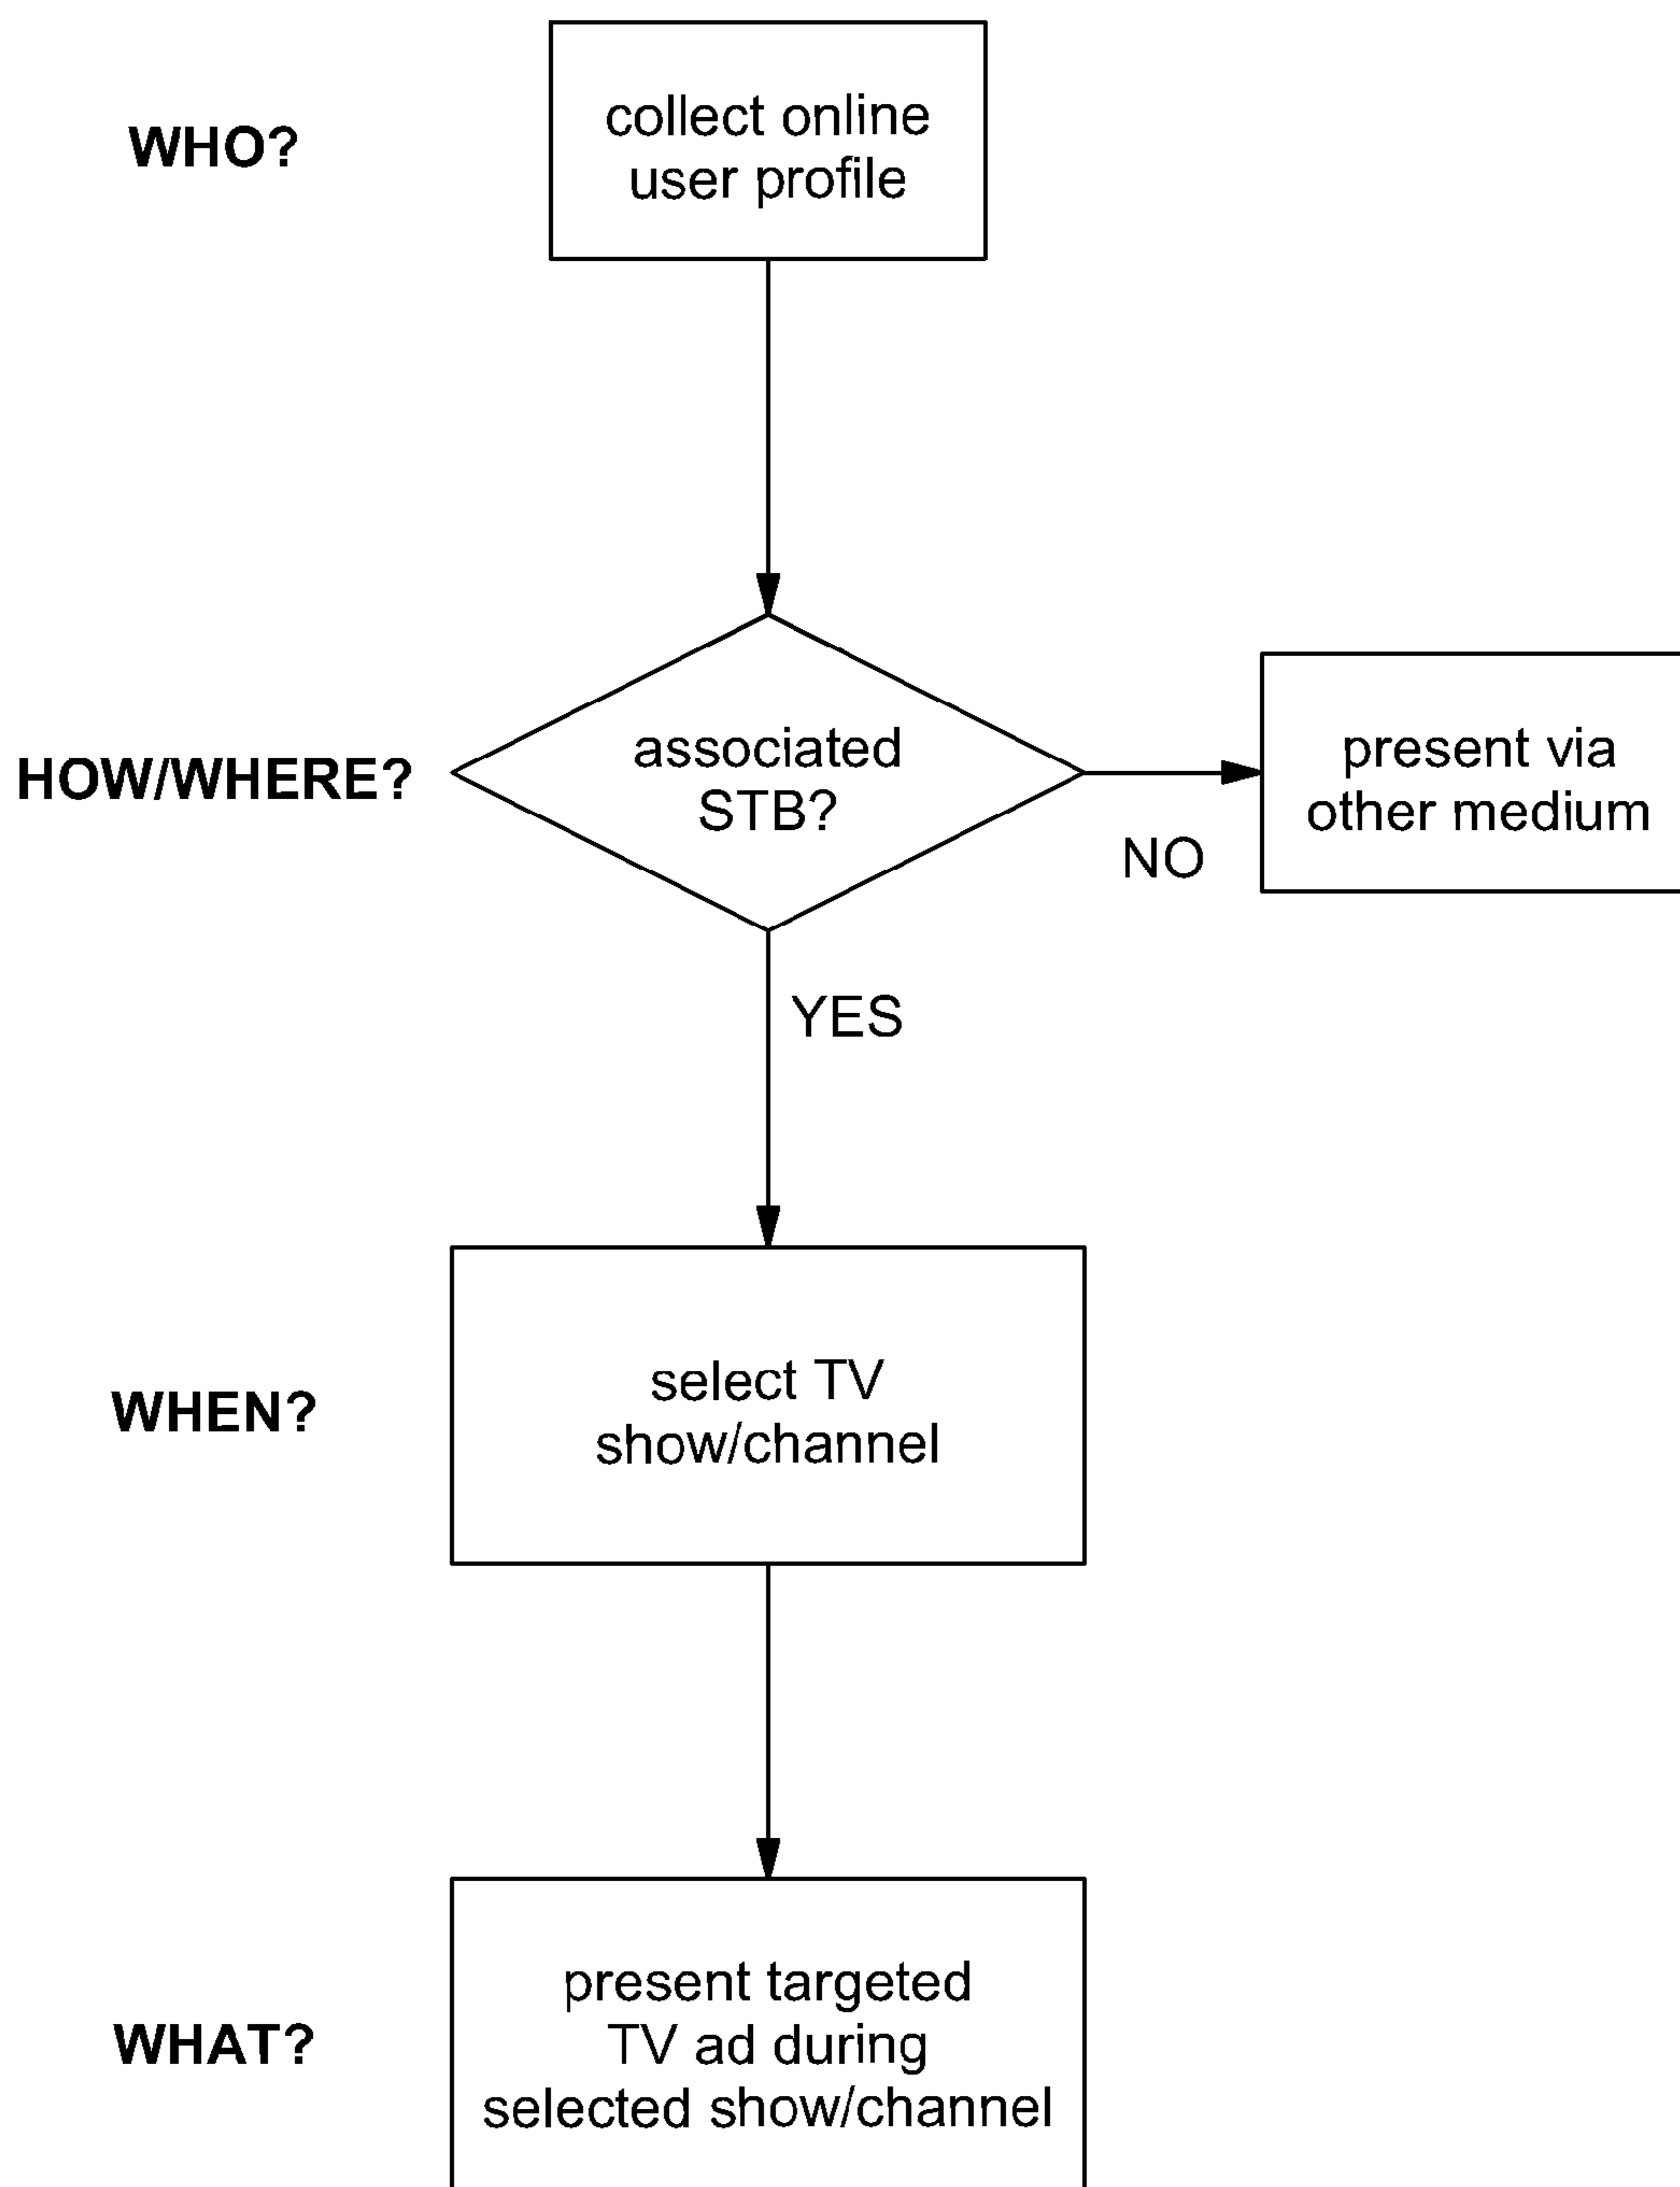 WHO?
collect online
user profile
HOW/WHERE?
associated
STB?
NO
present via
other medium
YES
WHEN?
select TV
show/channel
WHAT?
present targeted
TV ad during
selected show/channel